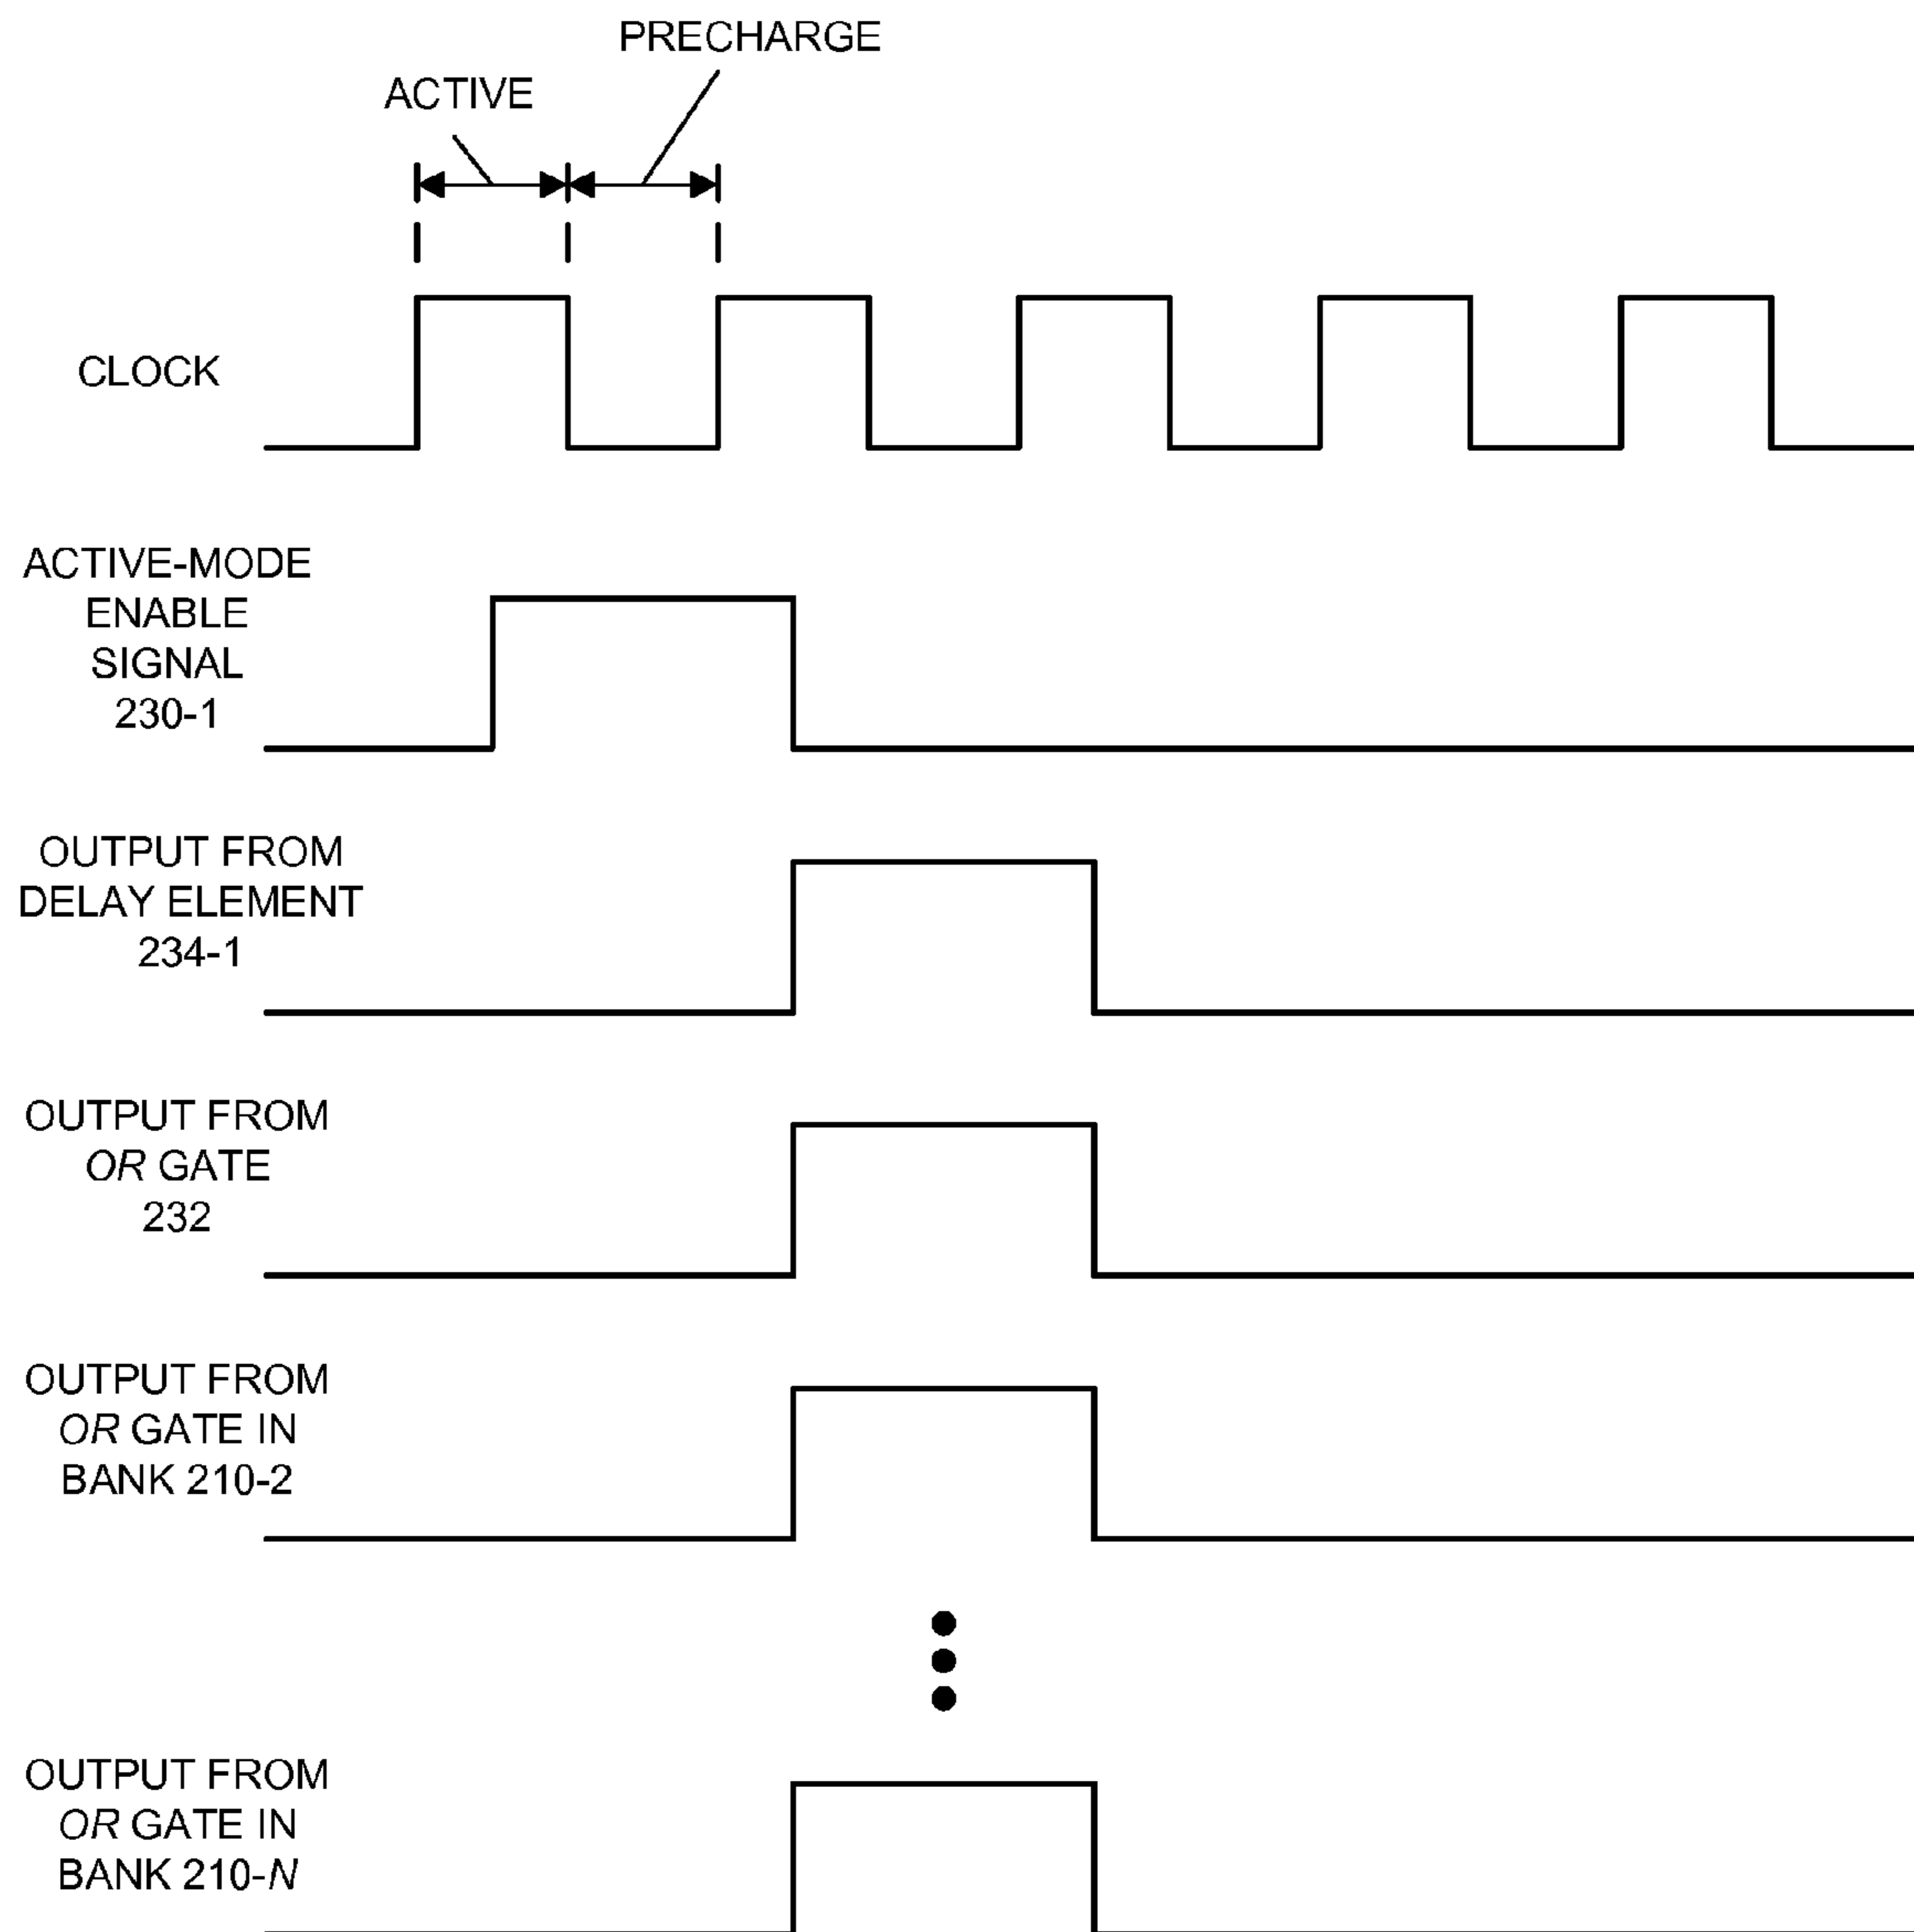 PRECHARGE
ACTIVE
CLOCK
ACTIVE-MODE
ENABLE
SIGNAL
230-1
OUTPUT FROM
DELAY ELEMENT
234-1
OUTPUT FROM
OR GATE
232
OUTPUT FROM
OR GATE IN
BANK 210-2
OUTPUT FROM
OR GATE IN
BANK 210-N